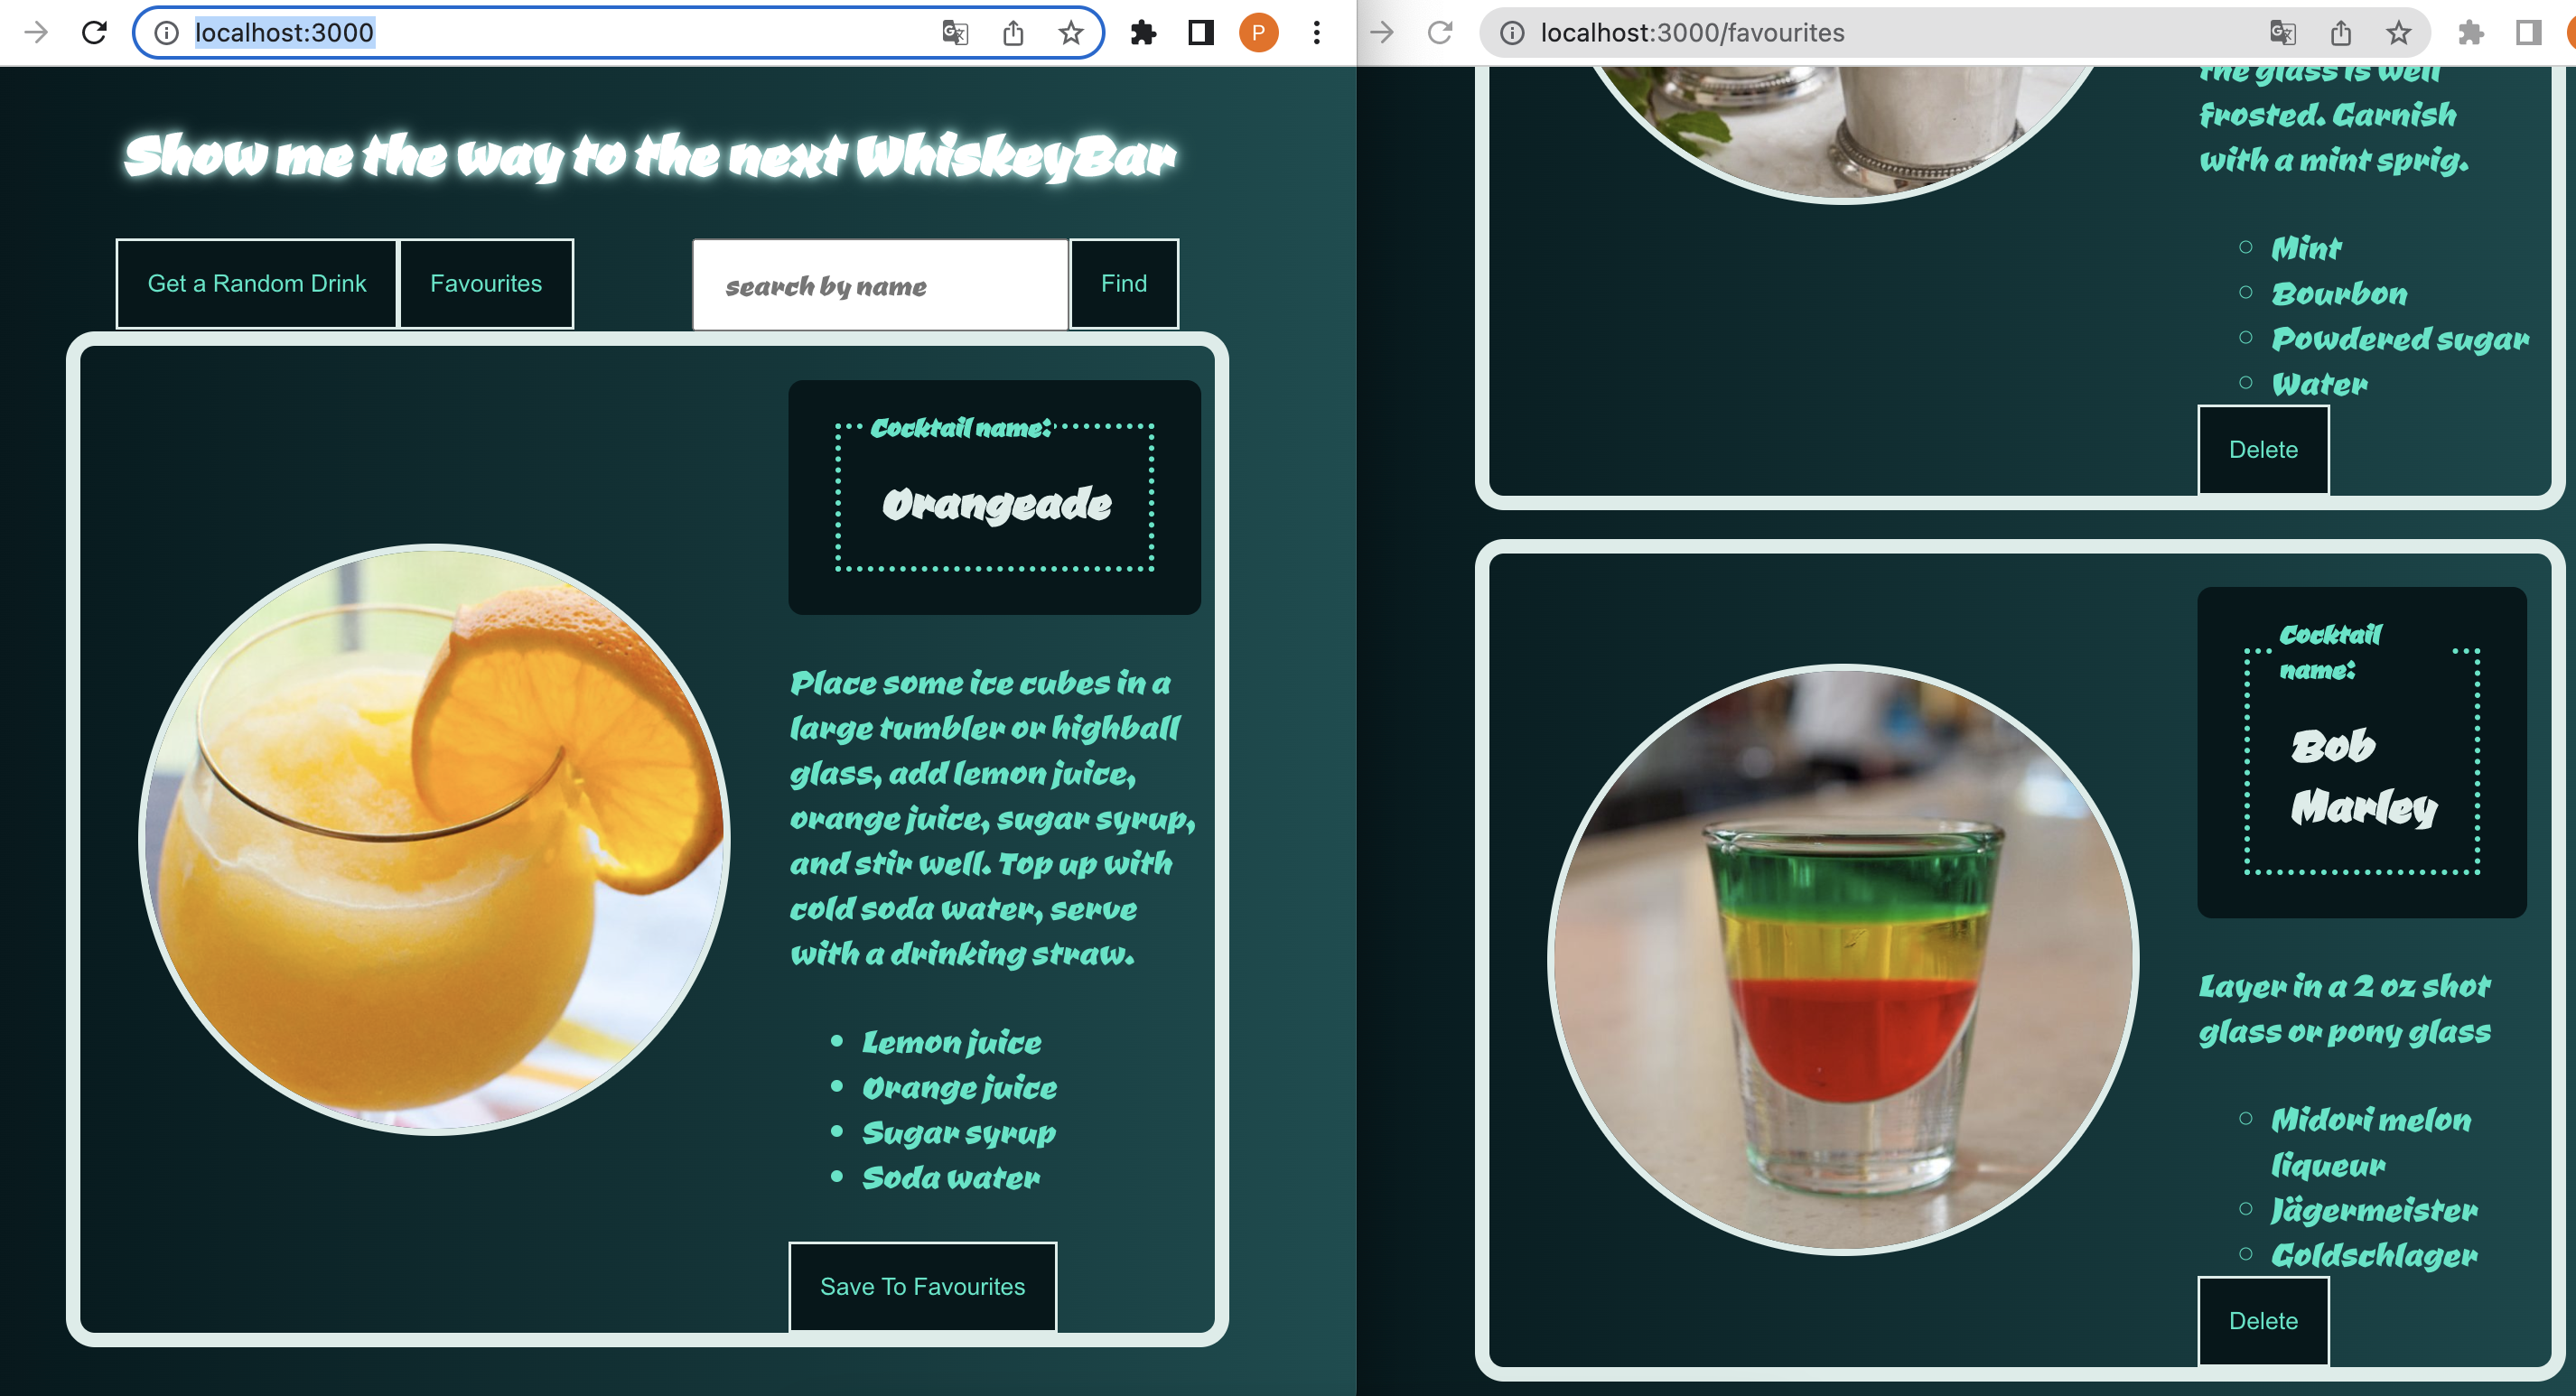 localhost:3000
P
Show me the way to the next WhiskeyBar
Get a Random Drink
Favourites
search by name
Find
Cocktail name:
Orangeade
Place some ice cubes in a
large tumbler or highball
glass, add lemon juice,
orange juice, sugar syrup,
and stir well. Top up with
cold soda water, serve
with a drinking straw.
Lemon juice
Orange juice
Sugar syrup
Soda water
Save To Favourites
localhost:3000/favourites
the glass is well
frosted. Garnish
with a mint sprig.
Mint
Bourbon
Powdered sugar
Water
Delete
Cocktail
name:
Bob
Marley
Layer in a 2 oz shot
glass or pony glass
Midori melon
liqueur
Jägermeister
Goldschlager
Delete